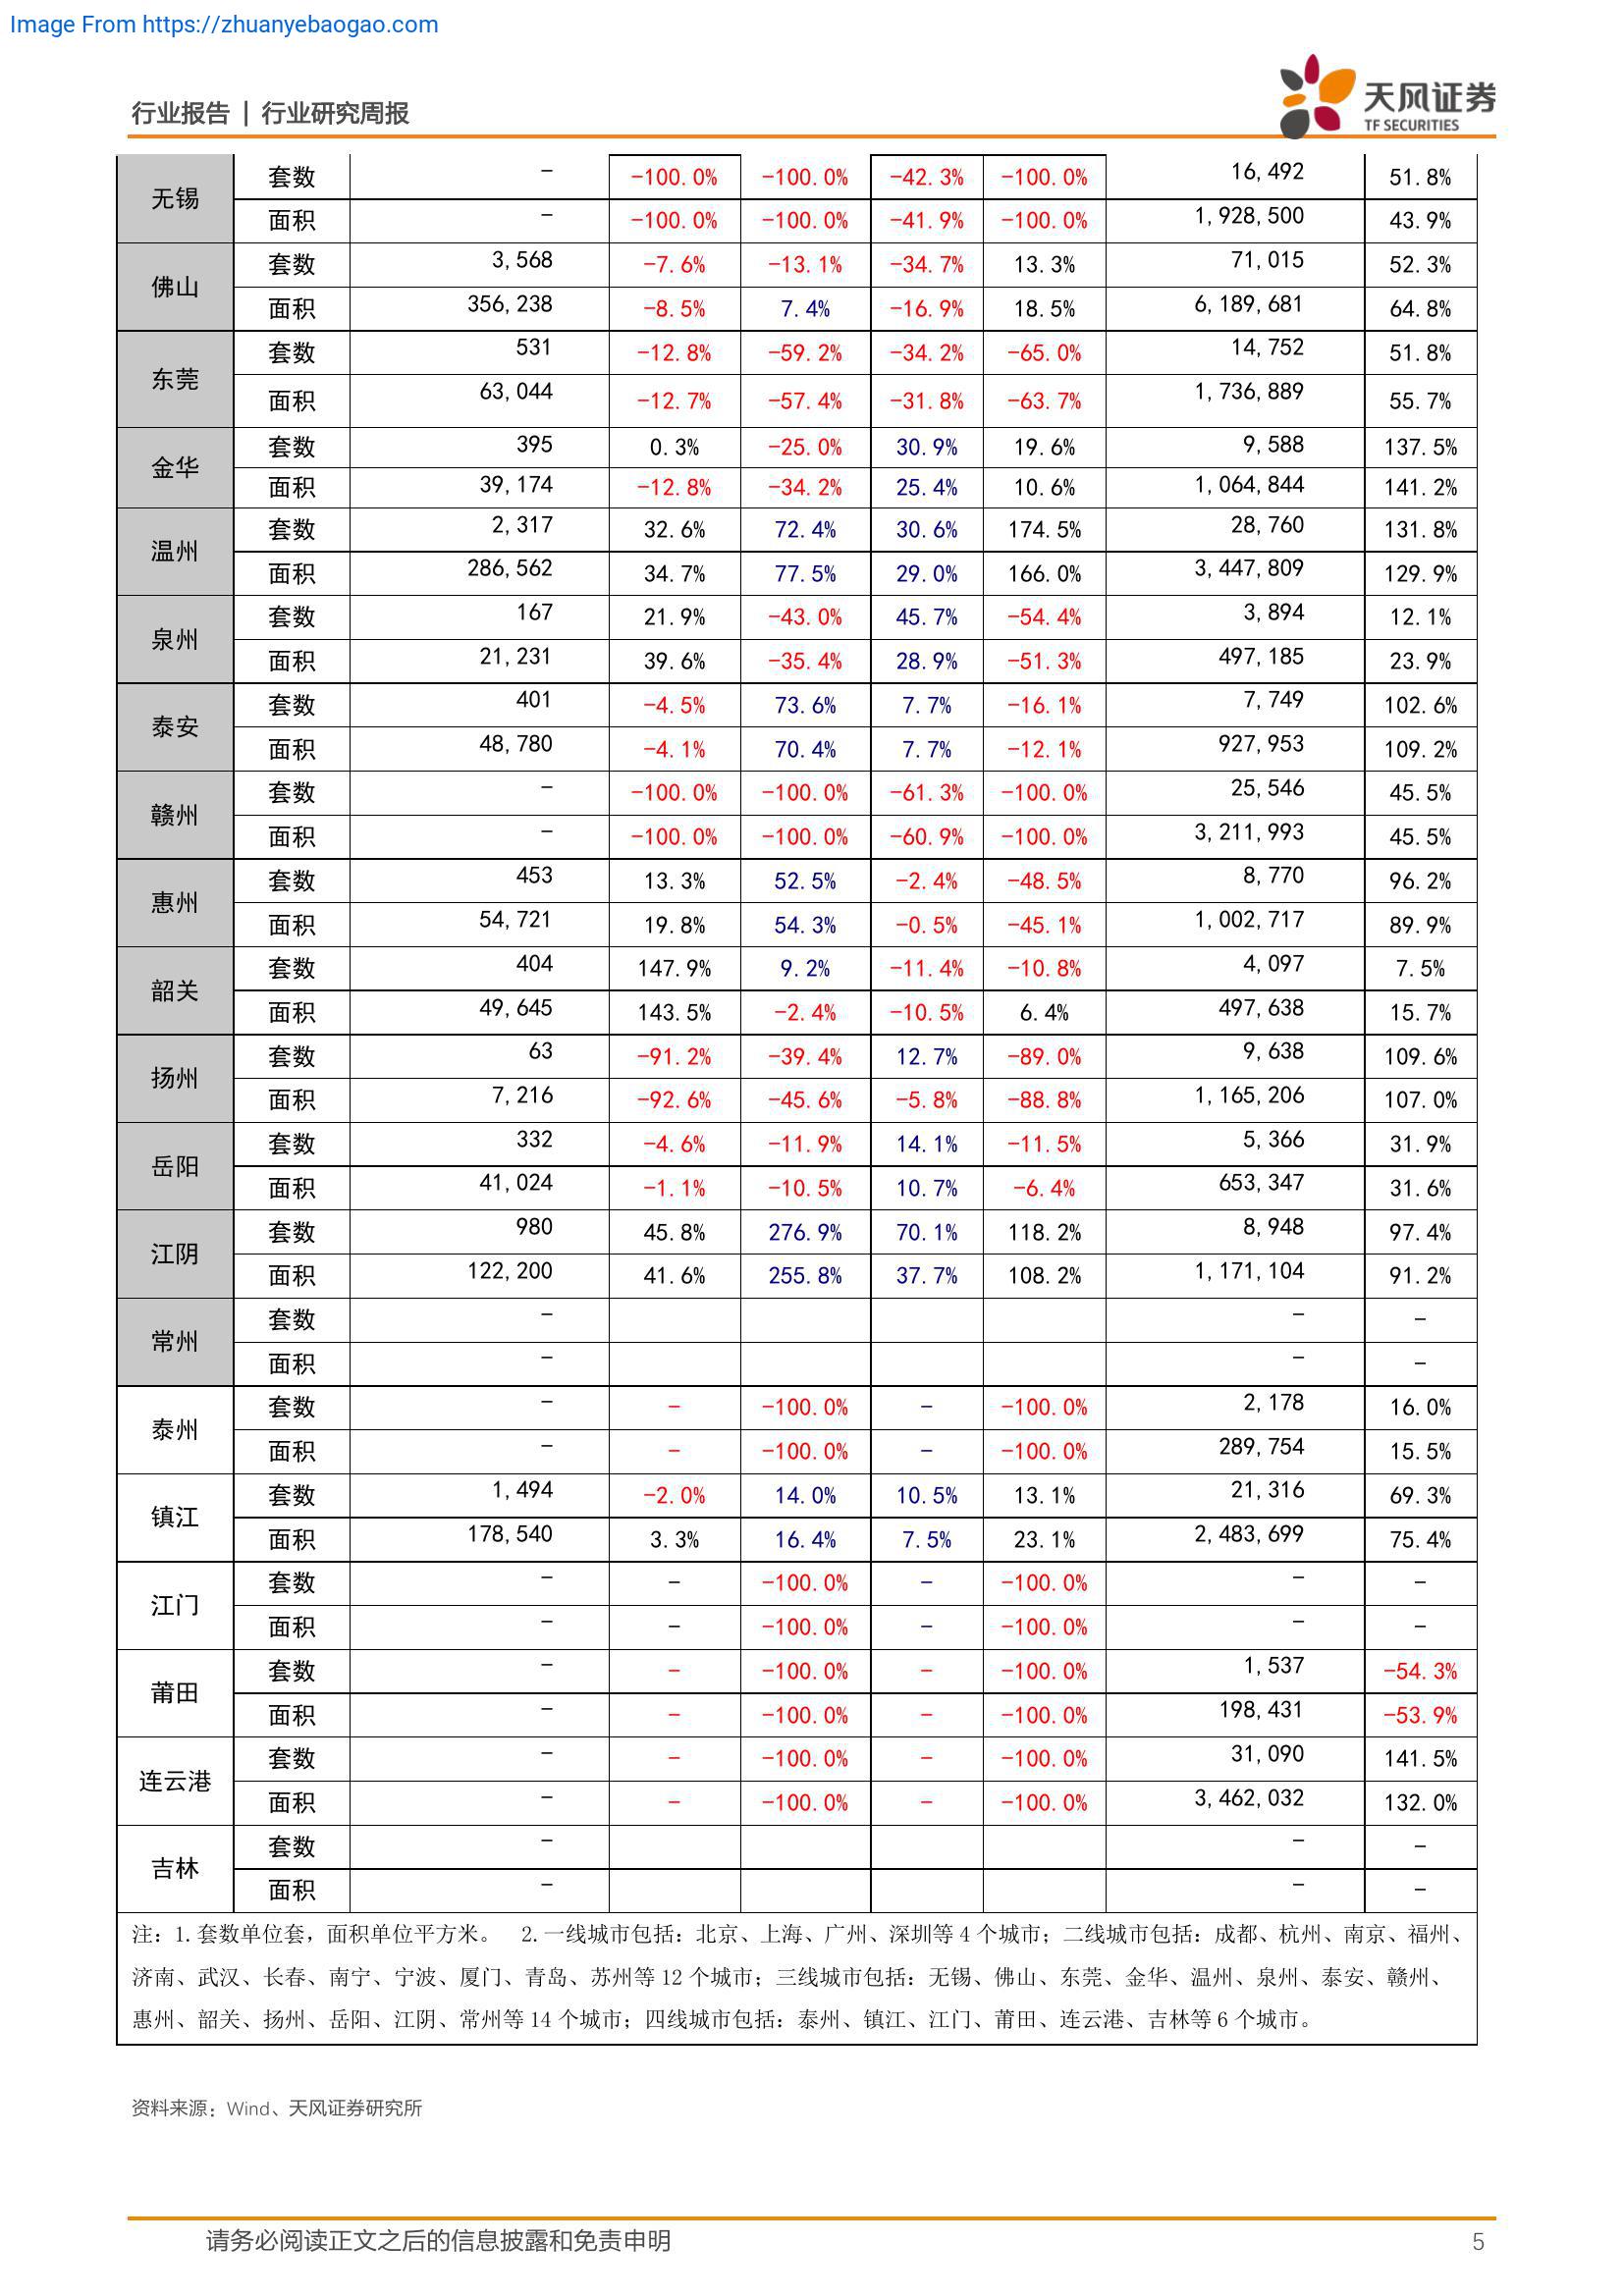 Image From https://zhuanyebaogao.com
行业报告 | 行业研究周报
天风证券
TF SECURITIES
无锡 套数 - -100.0% -100.0% -42.3% -100.0% 16,492 51.8%
面积 - -100.0% -100.0% -41.9% -100.0% 1,928,500 43.9%
佛山 套数 3,568 -7.6% -13.1% -34.7% 13.3% 71,015 52.3%
面积 356,238 -8.5% 7.4% -16.9% 18.5% 6,189,681 64.8%
东莞 套数 531 -12.8% -59.2% -34.2% -65.0% 14,752 51.8%
面积 63,044 -12.7% -57.4% -31.8% -63.7% 1,736,889 55.7%
金华 套数 395 0.3% -25.0% 30.9% 19.6% 9,588 137.5%
面积 39,174 -12.8% -34.2% 25.4% 10.6% 1,064,844 141.2%
温州 套数 2,317 32.6% 72.4% 30.6% 174.5% 28,760 131.8%
面积 286,562 34.7% 77.5% 29.0% 166.0% 3,447,809 129.9%
泉州 套数 167 21.9% -43.0% 45.7% -54.4% 3,894 12.1%
面积 21,231 39.6% -35.4% 28.9% -51.3% 497,185 23.9%
泰安 套数 401 -4.5% 73.6% 7.7% -16.1% 7,749 102.6%
面积 48,780 -4.1% 70.4% 7.7% -12.1% 927,953 109.2%
赣州 套数 - -100.0% -100.0% -61.3% -100.0% 25,546 45.5%
面积 - -100.0% -100.0% -60.9% -100.0% 3,211,993 45.5%
惠州 套数 453 13.3% 52.5% -2.4% -48.5% 8,770 96.2%
面积 54,721 19.8% 54.3% -0.5% -45.1% 1,002,717 89.9%
韶关 套数 404 147.9% 9.2% -11.4% -10.8% 4,097 7.5%
面积 49,645 143.5% -2.4% -10.5% 6.4% 497,638 15.7%
扬州 套数 63 -91.2% -39.4% 12.7% -89.0% 9,638 109.6%
面积 7,216 -92.6% -45.6% -5.8% -88.8% 1,165,206 107.0%
岳阳 套数 332 -4.6% -11.9% 14.1% -11.5% 5,366 31.9%
面积 41,024 -1.1% -10.5% 10.7% -6.4% 653,347 31.6%
江阴 套数 980 45.8% 276.9% 70.1% 118.2% 8,948 97.4%
面积 122,200 41.6% 255.8% 37.7% 108.2% 1,171,104 91.2%
常州 套数 - - -
面积 - - -
泰州 套数 - - -100.0% - -100.0% 2,178 16.0%
面积 - - -100.0% - -100.0% 289,754 15.5%
镇江 套数 1,494 -2.0% 14.0% 10.5% 13.1% 21,316 69.3%
面积 178,540 3.3% 16.4% 7.5% 23.1% 2,483,699 75.4%
江门 套数 - - -100.0% - -100.0% - -
面积 - - -100.0% - -100.0% - -
莆田 套数 - - -100.0% - -100.0% 1,537 -54.3%
面积 - - -100.0% - -100.0% 198,431 -53.9%
连云港 套数 - - -100.0% - -100.0% 31,090 141.5%
面积 - - -100.0% - -100.0% 3,462,032 132.0%
吉林 套数 - - -
面积 - - -
注：1.套数单位套，面积单位平方米。 2.一线城市包括：北京、上海、广州、深圳等 4 个城市；二线城市包括：成都、杭州、南京、福州、
济南、武汉、长春、南宁、宁波、厦门、青岛、苏州等 12 个城市；三线城市包括：无锡、佛山、东莞、金华、温州、泉州、泰安、赣州、
惠州、韶关、扬州、岳阳、江阴、常州等 14 个城市；四线城市包括：泰州、镇江、江门、莆田、连云港、吉林等 6 个城市。
资料来源：Wind、天风证券研究所
请务必阅读正文之后的信息披露和免责申明 5